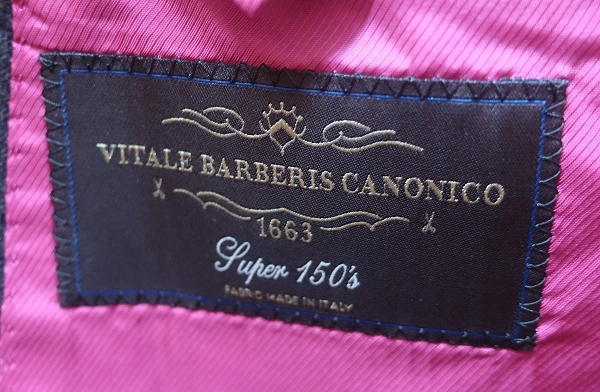 VITALE BARBERIS CANONICO
1663
Super 150's
FABRIC MADE IN ITALY